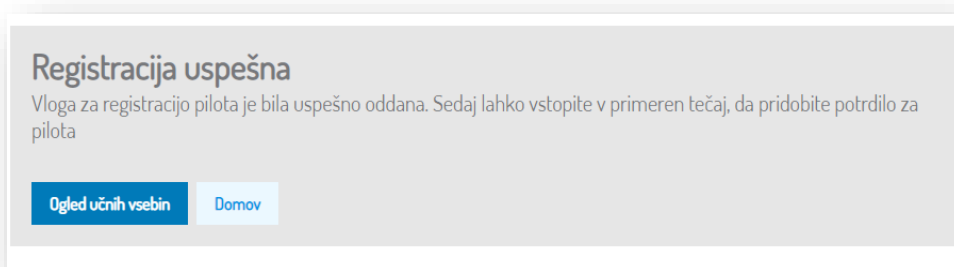 Registracija uspešna
Vloga za registracijo pilota je bila uspešno oddana. Sedaj lahko vstopite v primeren tečaj, da pridobite potrdilo za
pilota
Ogled učnih vsebin Domov